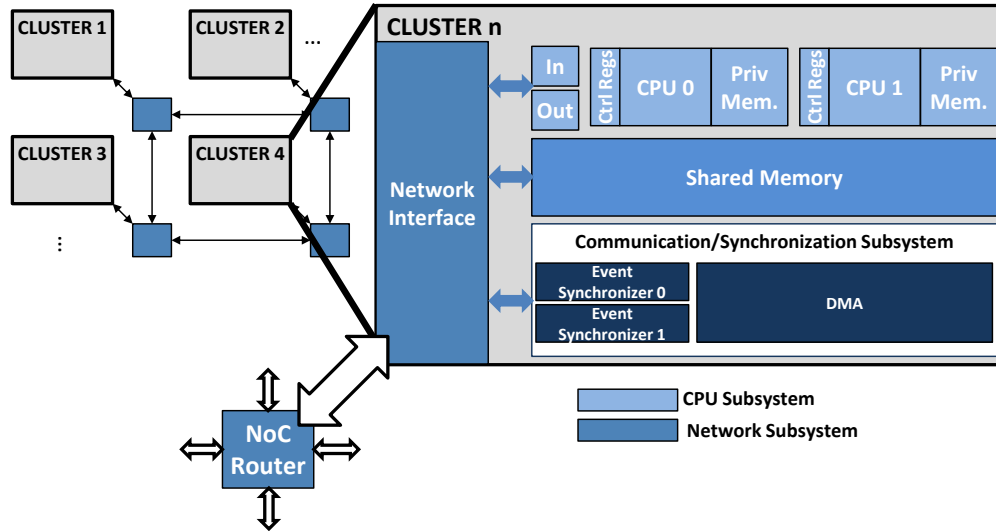 CLUSTER 1
CLUSTER 2
...
CLUSTER 3
CLUSTER 4
...
CLUSTER n
Network
Interface
In
Out
Ctrl Regs
CPU 0
Priv
Mem.
Ctrl Regs
CPU 1
Priv
Mem.
Shared Memory
Communication/Synchronization Subsystem
Event
Synchronizer 0
Event
Synchronizer 1
DMA
NoC
Router
CPU Subsystem
Network Subsystem